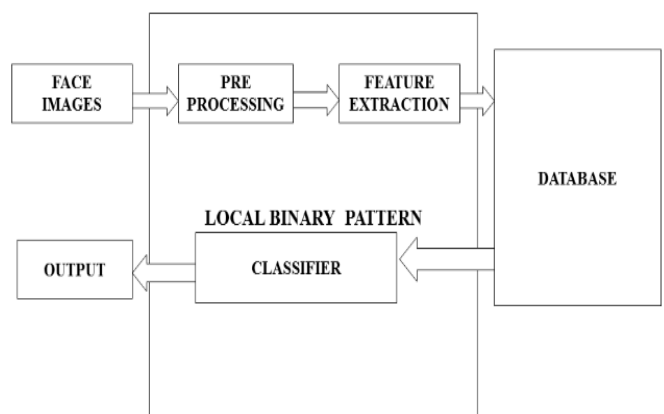 FACE
IMAGES
PRE
PROCESSING
FEATURE
EXTRACTION
DATABASE
LOCAL BINARY PATTERN
CLASSIFIER
OUTPUT